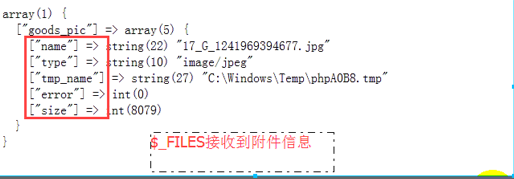 array(1) {
["goods_pic"] => array(5) {
["name"] => string(22) "17_G_1241969394677.jpg"
["type"] => string(10) "image/jpeg"
["tmp_name"] => string(27) "C:\Windows\Temp\phpA0B8.tmp"
["error"] => int(0)
["size"] => int(8079)
}
}
$_FILES接收到附件信息